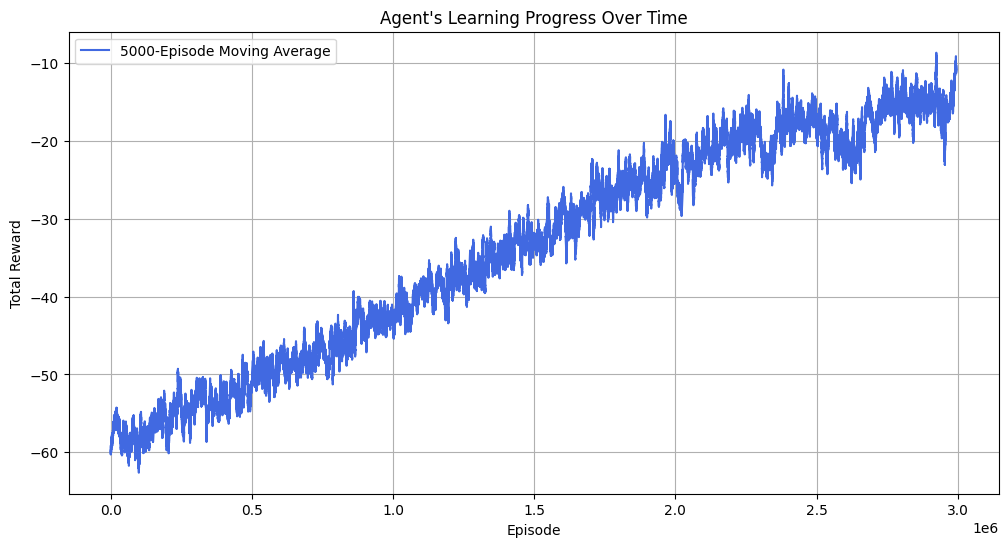 Agent's Learning Progress Over Time
5000-Episode Moving Average
Total Reward
−10
−20
−30
−40
−50
−60
0.0 0.5 1.0 1.5 2.0 2.5 3.0
1e6
Episode